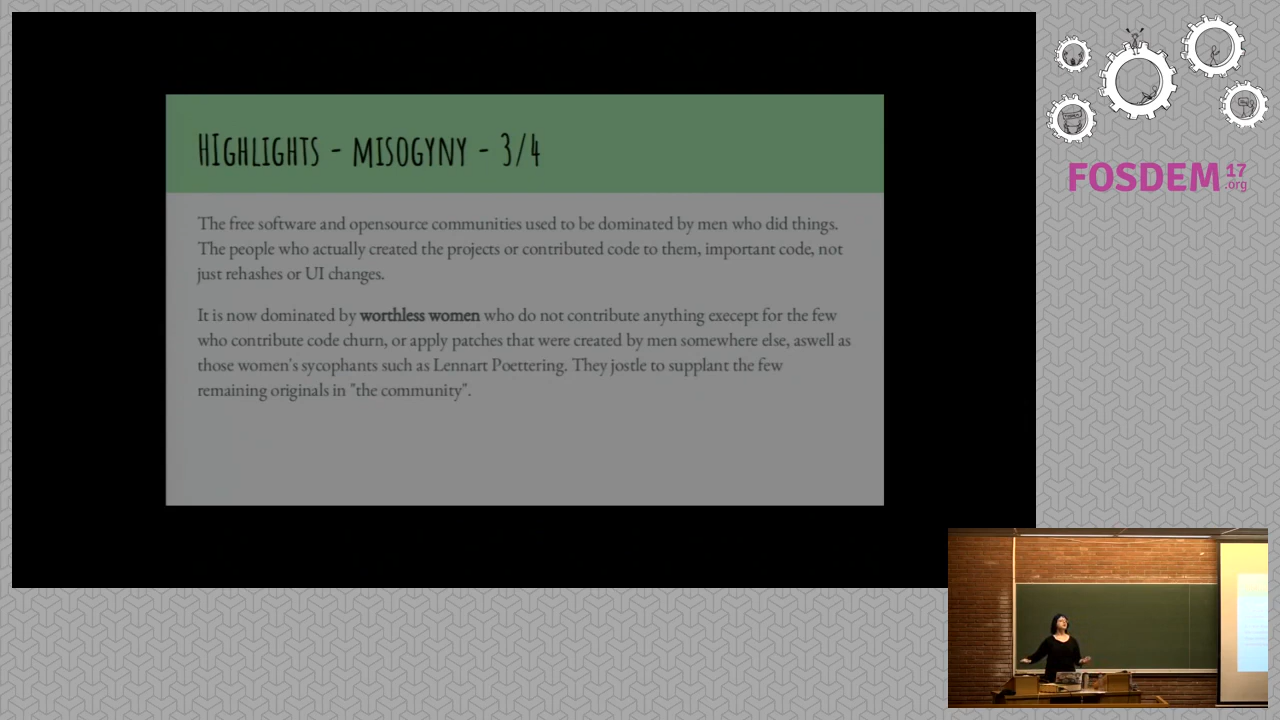 HIGHLIGHTS - MISOGYNY - 3/4
The free software and opensource communities used to be dominated by men who did things.
The people who actually created the projects or contributed code to them, important code, not
just rehashes or UI changes.
It is now dominated by worthless women who do not contribute anything execept for the few
who contribute code churn, or apply patches that were created by men somewhere else, aswell as
those women's sycophants such as Lennart Poettering. They jostle to supplant the few
remaining originals in "the community".
FOSDEM 17
.org